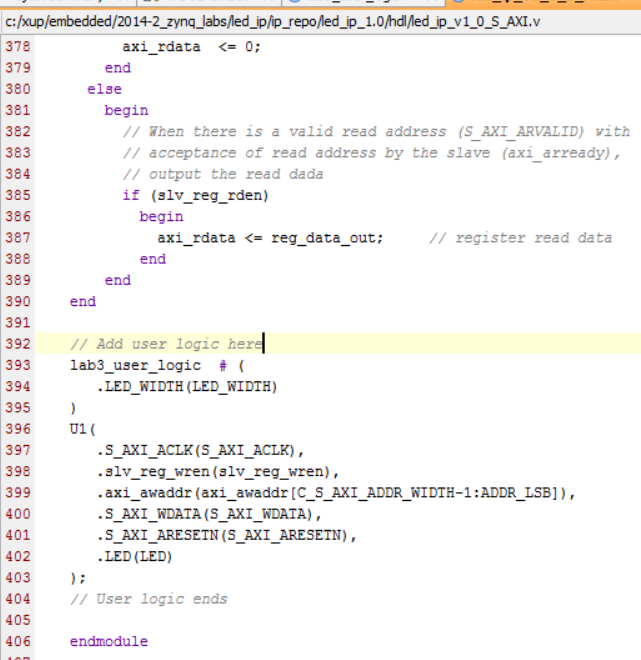 c:/xup/embedded/2014-2_zynq_labs/led_ip/ip_repo/led_ip_1.0/hdl/led_ip_v1_0_S_AXI.v
378 axi_rdata <= 0;
379 end
380 else
381 begin
382 // When there is a valid read address (S_AXI_ARVALID) with
383 // acceptance of read address by the slave (axi_arready),
384 // output the read dada
385 if (slv_reg_rden)
386 begin
387 axi_rdata <= reg_data_out; // register read data
388 end
389 end
390 end
391
392 // Add user logic here
393 lab3_user_logic # (
394 .LED_WIDTH(LED_WIDTH)
395 )
396 U1(
397 .S_AXI_ACLK(S_AXI_ACLK),
398 .slv_reg_wren(slv_reg_wren),
399 .axi_awaddr(axi_awaddr[C_S_AXI_ADDR_WIDTH-1:ADDR_LSB]),
400 .S_AXI_WDATA(S_AXI_WDATA),
401 .S_AXI_ARESETN(S_AXI_ARESETN),
402 .LED(LED)
403 );
404 // User logic ends
405
406 endmodule